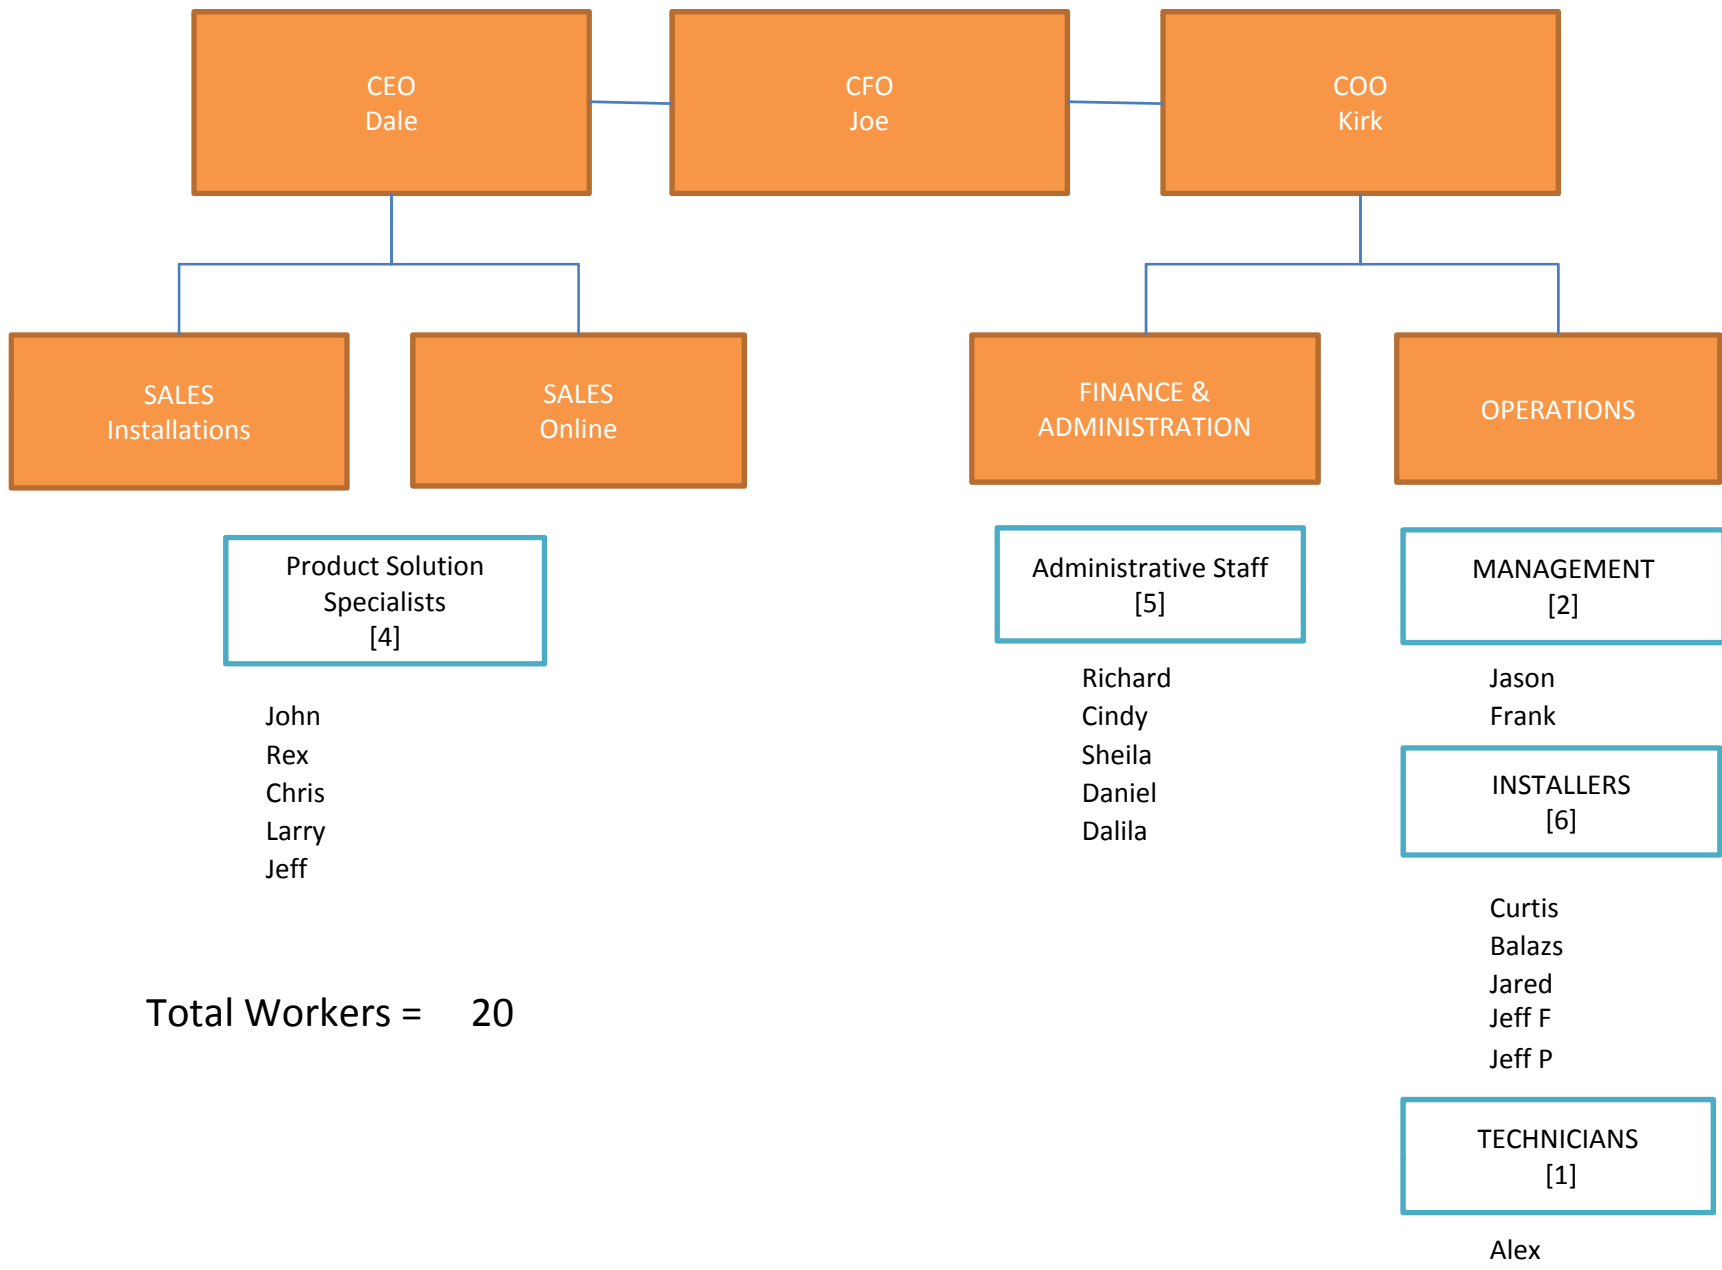 CEO
Dale
CFO
Joe
COO
Kirk
SALES
Installations
SALES
Online
FINANCE &
ADMINISTRATION
OPERATIONS
Product Solution
Specialists
[4]
John
Rex
Chris
Larry
Jeff
Administrative Staff
[5]
Richard
Cindy
Sheila
Daniel
Dalila
MANAGEMENT
[2]
Jason
Frank
INSTALLERS
[6]
Curtis
Balazs
Jared
Jeff F
Jeff P
TECHNICIANS
[1]
Alex
Total Workers = 20